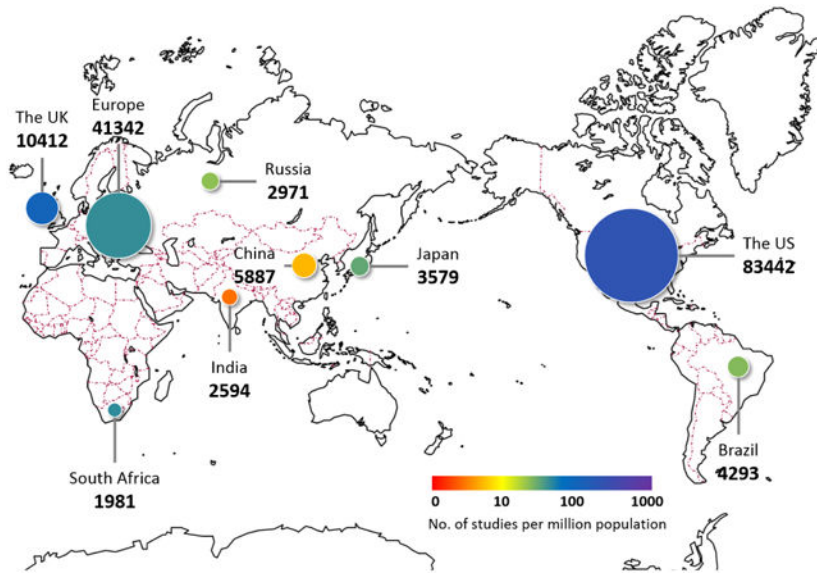 The UK
10412
Europe
41342
Russia
2971
China
5887
Japan
3579
The US
83442
India
2594
South Africa
1981
Brazil
4293
0 10 100 1000
No. of studies per million population